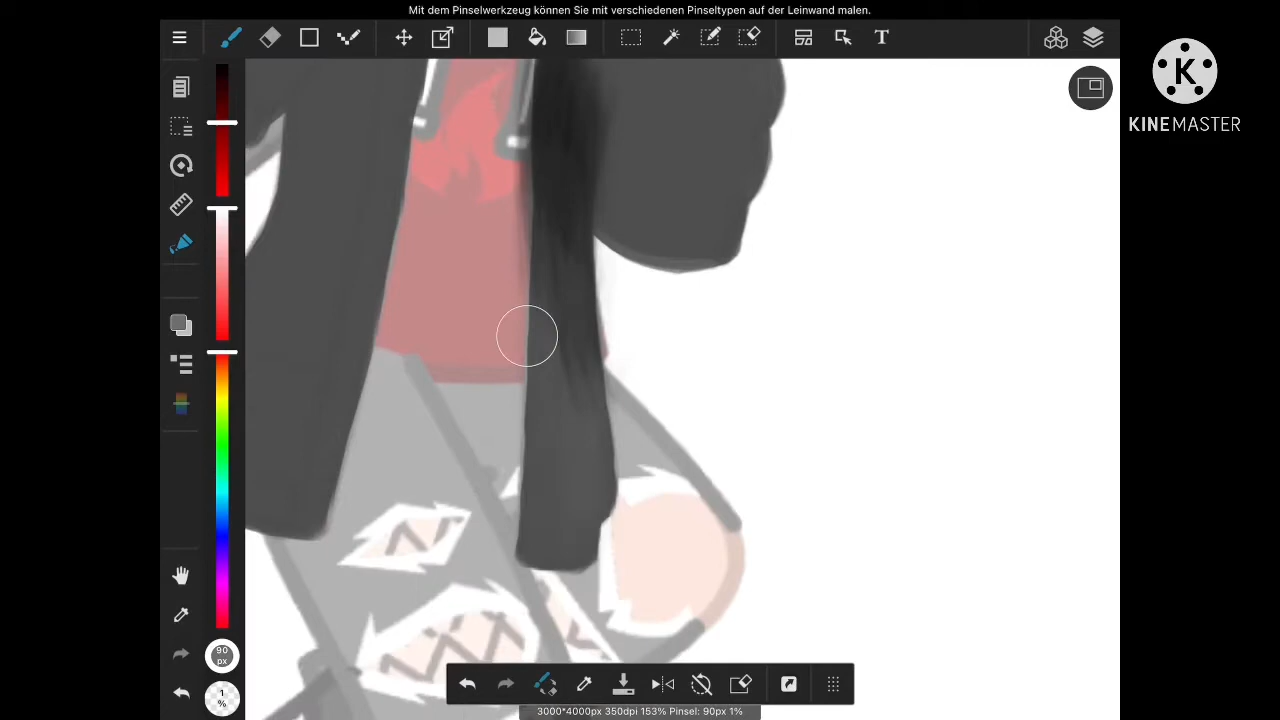 Mit dem Pinselwerkzeug können Sie mit verschiedenen Pinseltypen auf der Leinwand malen.
T
K
KINEMASTER
90
px
1
%
3000*4000px 350dpi 153% Pinsel: 90px 1%